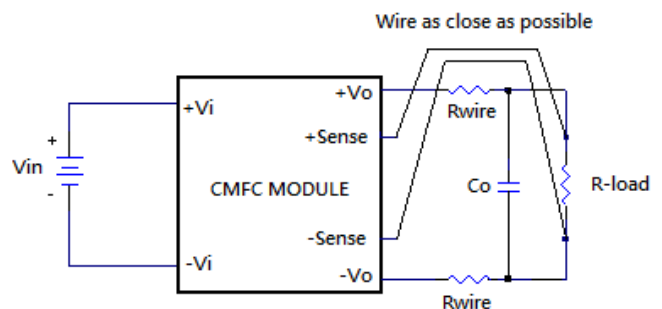 Wire as close as possible
+Vo
+Vi
Rwire
+Sense
+
Vin
CMFC MODULE
Co
R-load
-
-Sense
-Vi
-Vo
Rwire